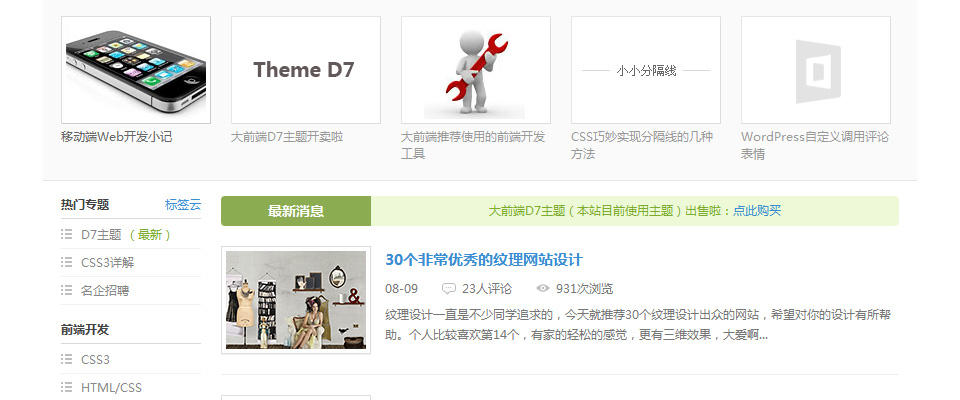 Theme D7
小小分隔线
移动端Web开发小记
大前端D7主题开卖啦
大前端推荐使用的前端开发
工具
CSS巧妙实现分隔线的几种
方法
WordPress自定义调用评论
表情
热门专题 标签云
D7主题 （最新）
CSS3详解
名企招聘
前端开发
CSS3
HTML/CSS
最新消息 大前端D7主题（本站目前使用主题）出售啦：点此购买
30个非常优秀的纹理网站设计
08-09 23人评论 931次浏览
纹理设计一直是不少同学追求的，今天就推荐30个纹理设计出众的网站，希望对你的设计有所帮
助。个人比较喜欢第14个，有家的轻松的感觉，更有三维效果，大爱啊...
&